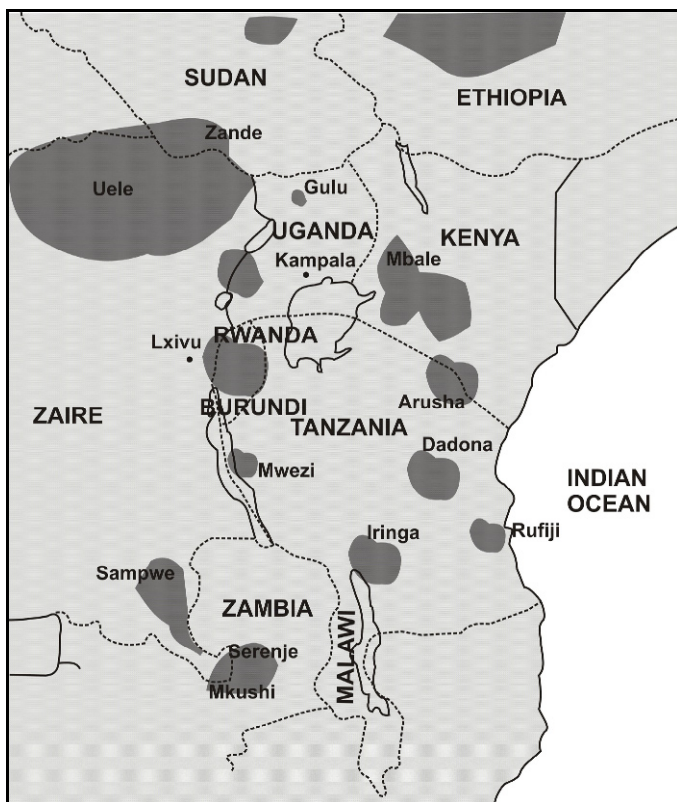 SUDAN
ETHIOPIA
Zande
Uele
Gulu
UGANDA
KENYA
Kampala
Mbale
RWANDA
Lxivu
BURUNDI
Arusha
ZAIRE
TANZANIA
Dadona
Mwezi
INDIAN
OCEAN
Iringa
Rufiji
Sampwe
ZAMBIA
MALAWI
Serenje
Mkushi